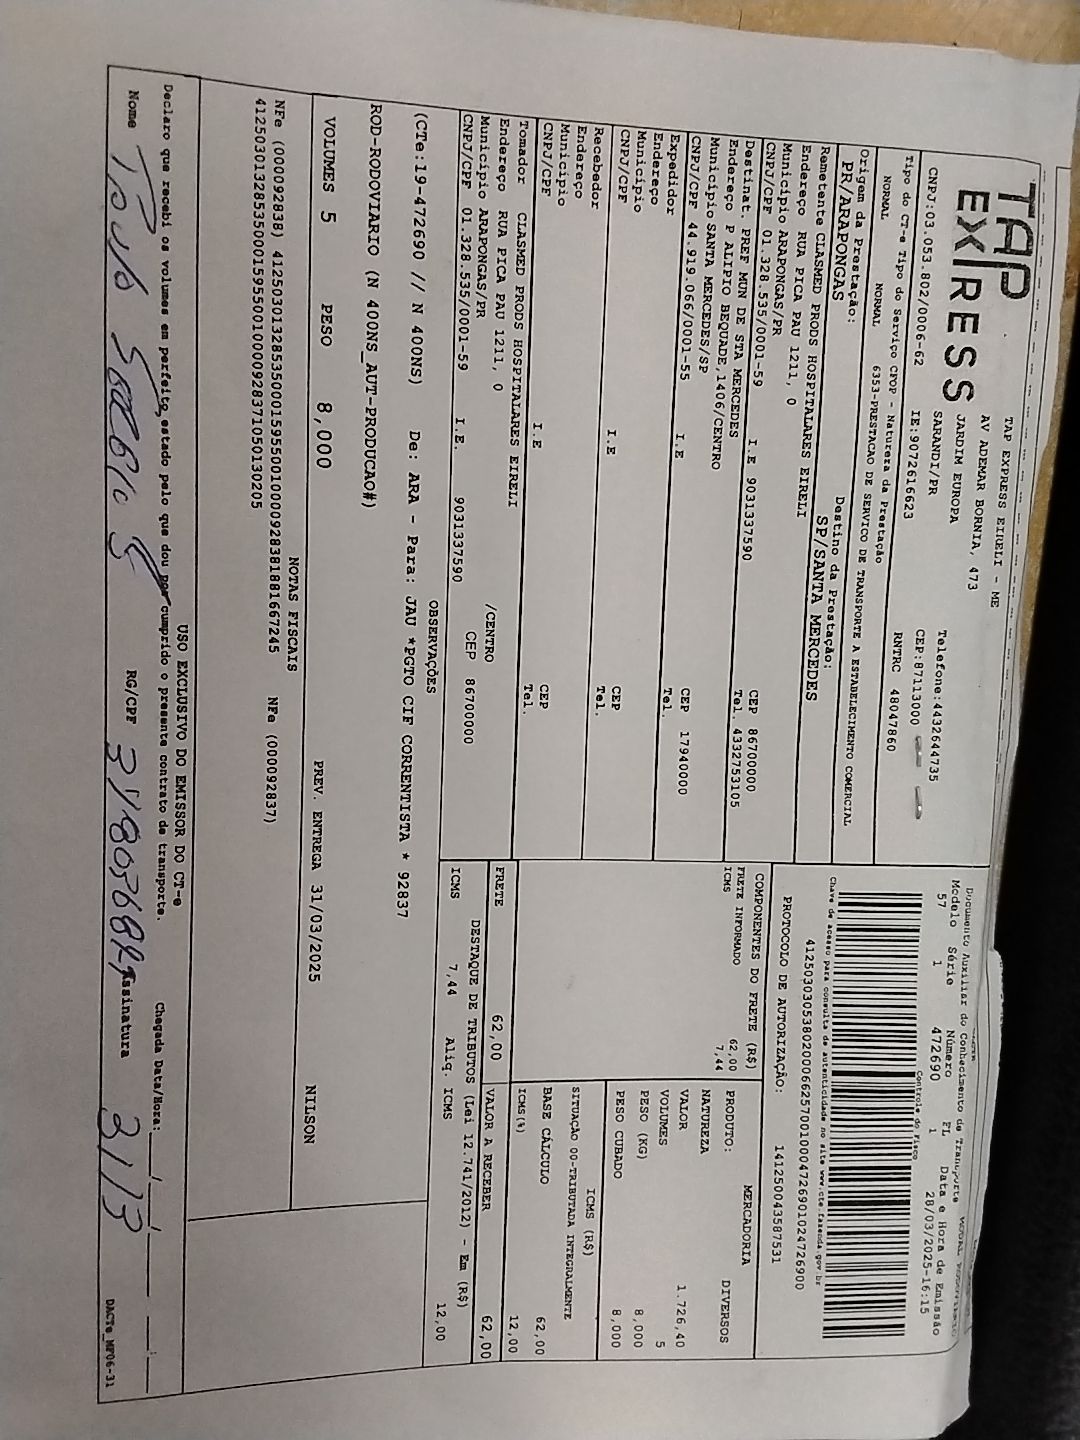 TAP EXPRESS
TAP EXPRESS EIRELI - ME
AV ADEMAR BORNIA, 473
JARDIM EUROPA
SARANDI/PR
Telefone:4432644735
CNPJ:03.053.802/0006-62 IE:9072616623 CEP:87113000
RNTRC 48047860
Tipo do CT-e Tipo do Serviço CFOP - Natureza da Prestação
NORMAL NORMAL 6353-PRESTACAO DE SERVICO DE TRANSPORTE A ESTABELECIMENTO COMERCIAL
Origem da Prestação: Destino da Prestação:
PR/ARAPONGAS SP/SANTA MERCEDES
Documento Auxiliar do Conhecimento de Transporte
Modelo Série Número FL Data e Hora de Emissão
57 1 472690 1 28/03/2025-16:15
Controle do Fisco
Chave de acesso para consulta de autenticidade no site www.cte.fazenda.gov.br
41250303053802000662570010004726901024726900
PROTOCOLO DE AUTORIZAÇÃO: 141250043587531
Remetente CLASMED PRODS HOSPITALARES EIRELI
Endereço RUA PICA PAU 1211, 0
Município ARAPONGAS/PR CEP 86700000
CNPJ/CPF 01.328.535/0001-59 I.E 9031337590 Tel. 4332753105
Destinat. PREF MUN DE STA MERCEDES
Endereço P ALIPIO BEQUADE,1406/CENTRO
Município SANTA MERCEDES/SP CEP 17940000
CNPJ/CPF 44.919.066/0001-55 I.E Tel.
Expedidor
Endereço
Município CEP
CNPJ/CPF I.E Tel.
Recebedor
Endereço
Município CEP
CNPJ/CPF I.E Tel.
Tomador CLASMED PRODS HOSPITALARES EIRELI
Endereço RUA PICA PAU 1211, 0 /CENTRO
Município ARAPONGAS/PR CEP 86700000
CNPJ/CPF 01.328.535/0001-59 I.E. 9031337590
COMPONENTES DO FRETE (R$)
FRETE INFORMADO 62,00
ICMS 7,44
PRODUTO: MERCADORIA DIVERSOS
NATUREZA
VALOR 1.726,40
VOLUMES 5
PESO (KG) 8,000
PESO CUBADO 8,000
ICMS (R$)
SITUAÇÃO 00-TRIBUTADA INTEGRALMENTE
BASE CÁLCULO 62,00
ICMS(%) 12,00
FRETE 62,00 VALOR A RECEBER 62,00
DESTAQUE DE TRIBUTOS (Lei 12.741/2012) - Em (R$)
ICMS 7,44 Aliq. ICMS 12,00
OBSERVAÇÕES
(CTe:19-472690 // N 400NS) De: ARA - Para: JAU *PGTO CIF CORRENTISTA * 92837
ROD-RODOVIARIO (N 400NS_AUT-PRODUCAO#)
VOLUMES 5 PESO 8,000 PREV. ENTREGA 31/03/2025 NILSON
NOTAS FISCAIS
NFe (000092838) 41250301328535000159550010000928381881667245 NFe (000092837)
41250301328535000159550010000928371050130205
USO EXCLUSIVO DO EMISSOR DO CT-e
Declaro que recebi os volumes em perfeito estado pelo que dou por cumprido o presente contrato de transporte. Chegada Data/Hora: / / :
Nome RG/CPF Assinatura 31/3
DACTe_MF06-31